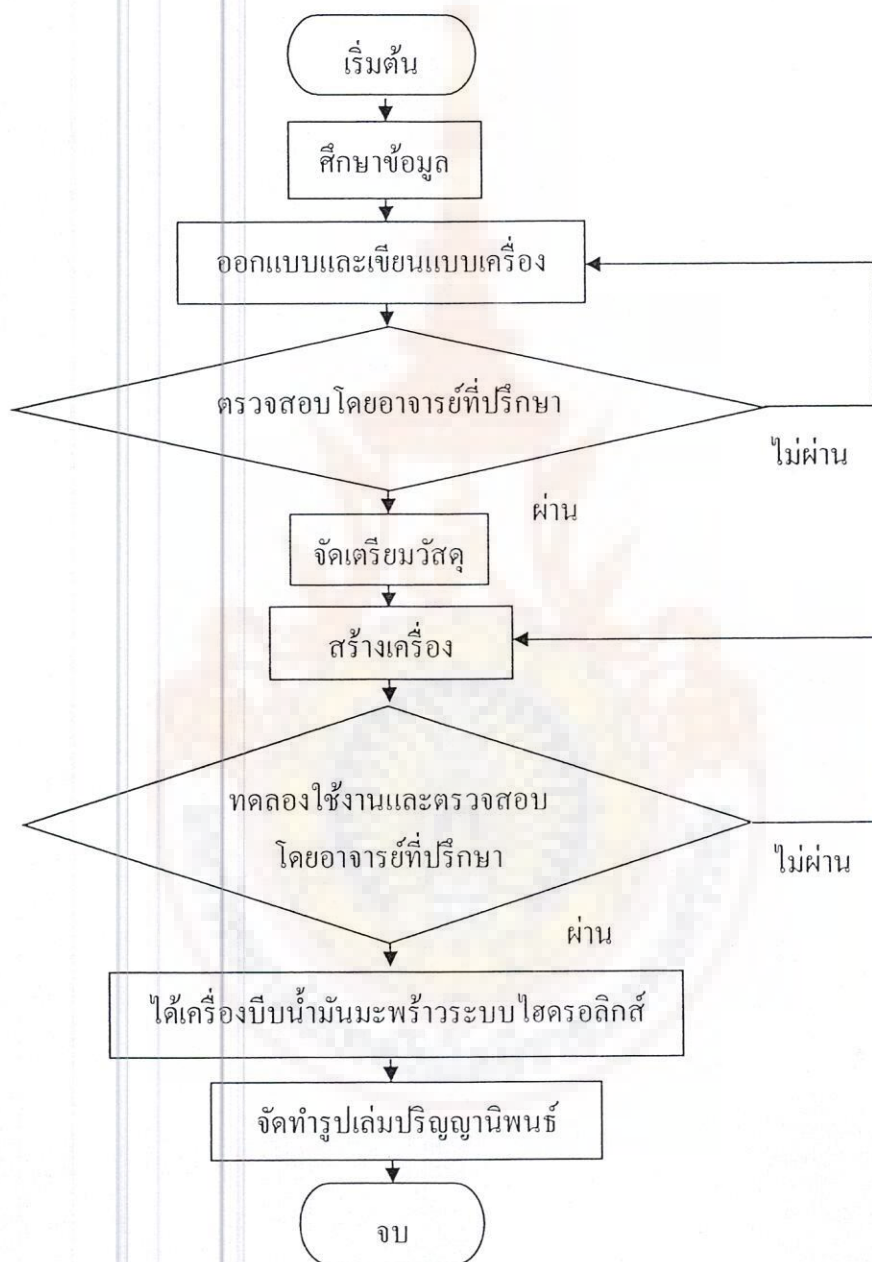 เริ่มต้น
ศึกษาข้อมูล
ออกแบบและเขียนแบบเครื่อง
ตรวจสอบโดยอาจารย์ที่ปรึกษา
ไม่ผ่าน
ผ่าน
จัดเตรียมวัสดุ
สร้างเครื่อง
ทดลองใช้งานและตรวจสอบ
โดยอาจารย์ที่ปรึกษา
ไม่ผ่าน
ผ่าน
ได้เครื่องบีบน้ำมันมะพร้าวระบบไฮดรอลิกส์
จัดทำรูปเล่มปริญญานิพนธ์
จบ